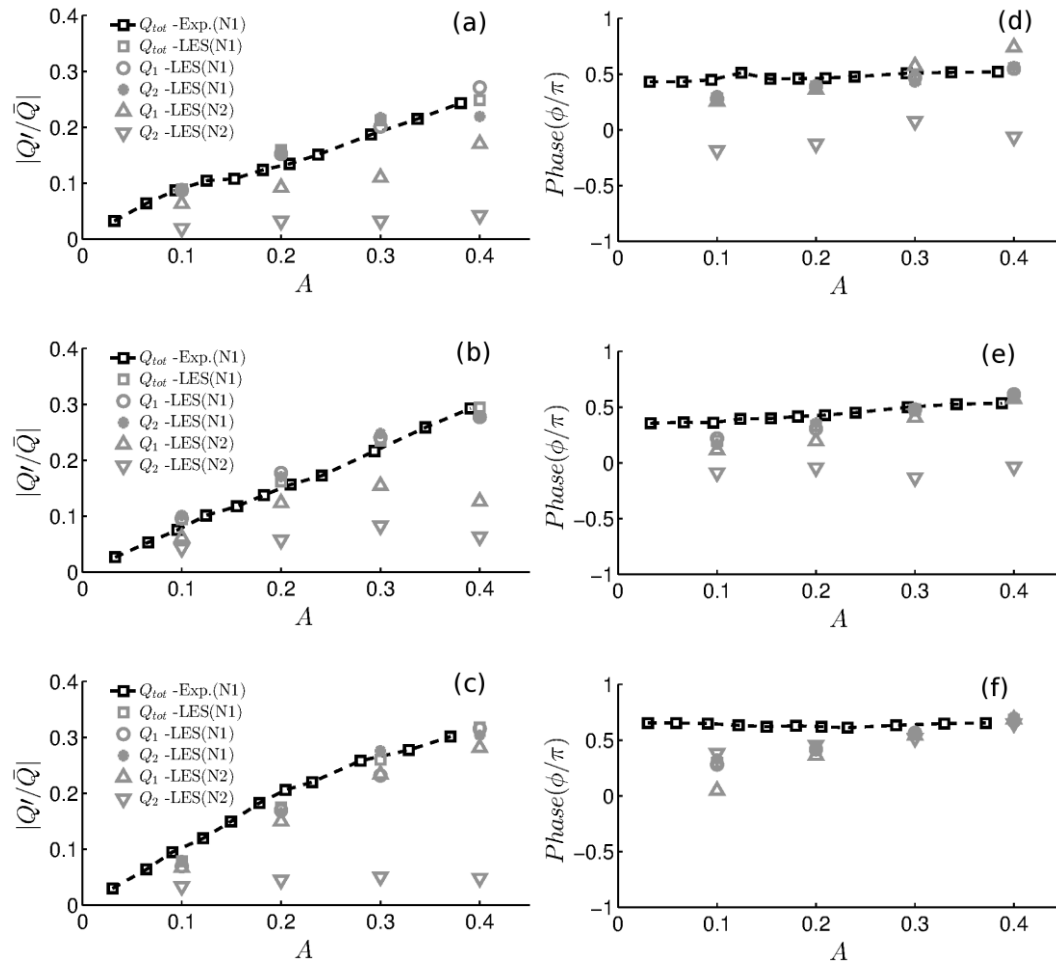 (a)
0.4
0.3
0.2
0.1
0
|Q′/Q̄|
Q_tot -Exp.(N1)
Q_tot -LES(N1)
Q_1 -LES(N1)
Q_2 -LES(N1)
Q_1 -LES(N2)
Q_2 -LES(N2)
0 0.1 0.2 0.3 0.4
A
(d)
1
0.5
0
−0.5
−1
Phase(ϕ/π)
0 0.1 0.2 0.3 0.4
A
(b)
0.4
0.3
0.2
0.1
0
|Q′/Q̄|
Q_tot -Exp.(N1)
Q_tot -LES(N1)
Q_1 -LES(N1)
Q_2 -LES(N1)
Q_1 -LES(N2)
Q_2 -LES(N2)
0 0.1 0.2 0.3 0.4
A
(e)
1
0.5
0
−0.5
−1
Phase(ϕ/π)
0 0.1 0.2 0.3 0.4
A
(c)
0.4
0.3
0.2
0.1
0
|Q′/Q̄|
Q_tot -Exp.(N1)
Q_tot -LES(N1)
Q_1 -LES(N1)
Q_2 -LES(N1)
Q_1 -LES(N2)
Q_2 -LES(N2)
0 0.1 0.2 0.3 0.4
A
(f)
1
0.5
0
−0.5
−1
Phase(ϕ/π)
0 0.1 0.2 0.3 0.4
A